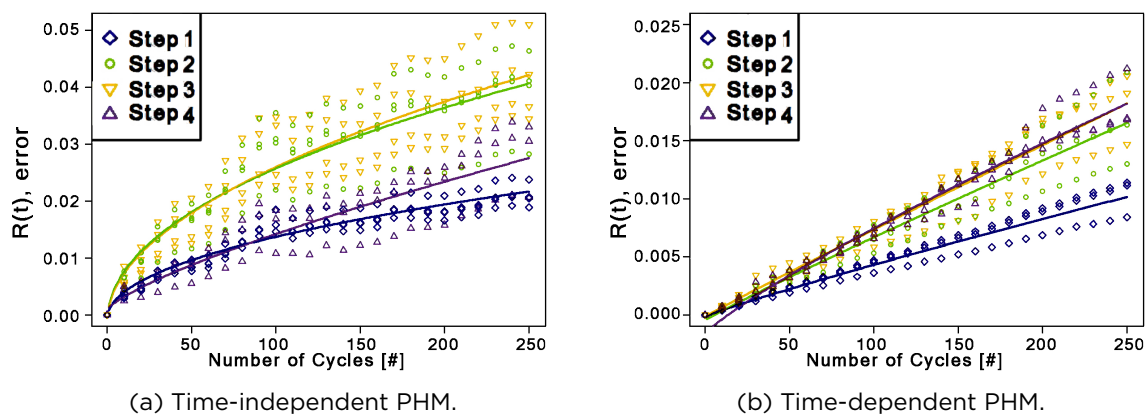 0.05
0.04
0.03
0.02
0.01
0.00
R(t), error
Step 1
Step 2
Step 3
Step 4
0
50
100
150
200
250
Number of Cycles [#]
(a) Time-independent PHM.
0.025
0.020
0.015
0.010
0.005
0.000
R(t), error
Step 1
Step 2
Step 3
Step 4
0
50
100
150
200
250
Number of Cycles [#]
(b) Time-dependent PHM.